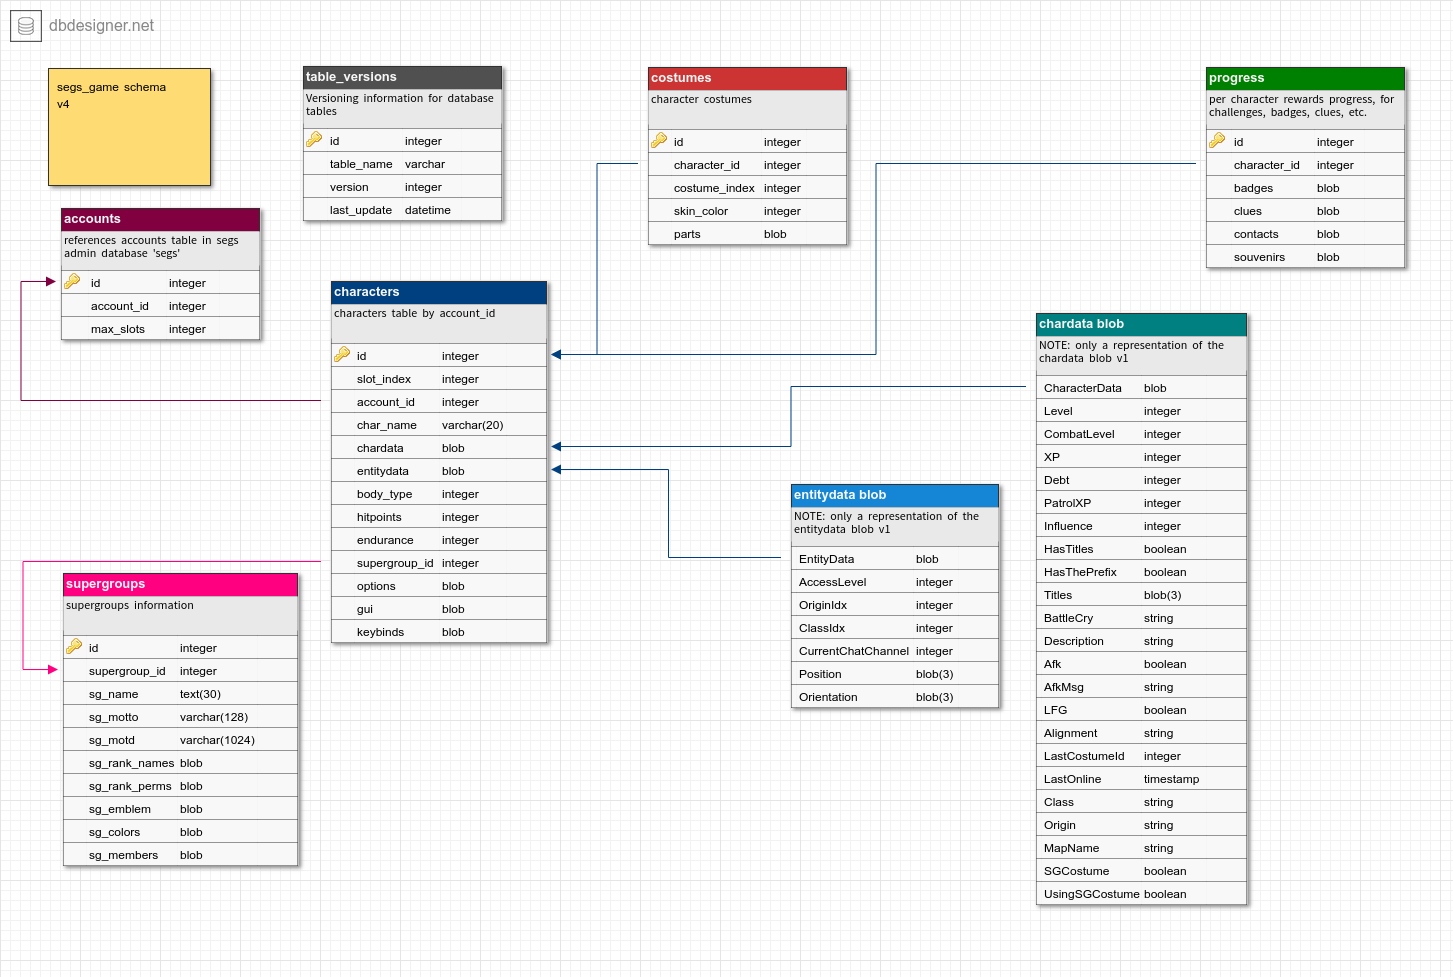 dbdesigner.net
segs_game schema
v4
table_versions
Versioning information for database
tables
id integer
table_name varchar
version integer
last_update datetime
costumes
character costumes
id integer
character_id integer
costume_index integer
skin_color integer
parts blob
progress
per character rewards progress, for
challenges, badges, clues, etc.
id integer
character_id integer
badges blob
clues blob
contacts blob
souvenirs blob
accounts
references accounts table in segs
admin database 'segs'
id integer
account_id integer
max_slots integer
characters
characters table by account_id
id integer
slot_index integer
account_id integer
char_name varchar(20)
chardata blob
entitydata blob
body_type integer
hitpoints integer
endurance integer
supergroup_id integer
options blob
gui blob
keybinds blob
chardata blob
NOTE: only a representation of the
chardata blob v1
CharacterData blob
Level integer
CombatLevel integer
XP integer
Debt integer
PatrolXP integer
Influence integer
HasTitles boolean
HasThePrefix boolean
Titles blob(3)
BattleCry string
Description string
Afk boolean
AfkMsg string
LFG boolean
Alignment string
LastCostumeId integer
LastOnline timestamp
Class string
Origin string
MapName string
SGCostume boolean
UsingSGCostume boolean
entitydata blob
NOTE: only a representation of the
entitydata blob v1
EntityData blob
AccessLevel integer
OriginIdx integer
ClassIdx integer
CurrentChatChannel integer
Position blob(3)
Orientation blob(3)
supergroups
supergroups information
id integer
supergroup_id integer
sg_name text(30)
sg_motto varchar(128)
sg_motd varchar(1024)
sg_rank_names blob
sg_rank_perms blob
sg_emblem blob
sg_colors blob
sg_members blob